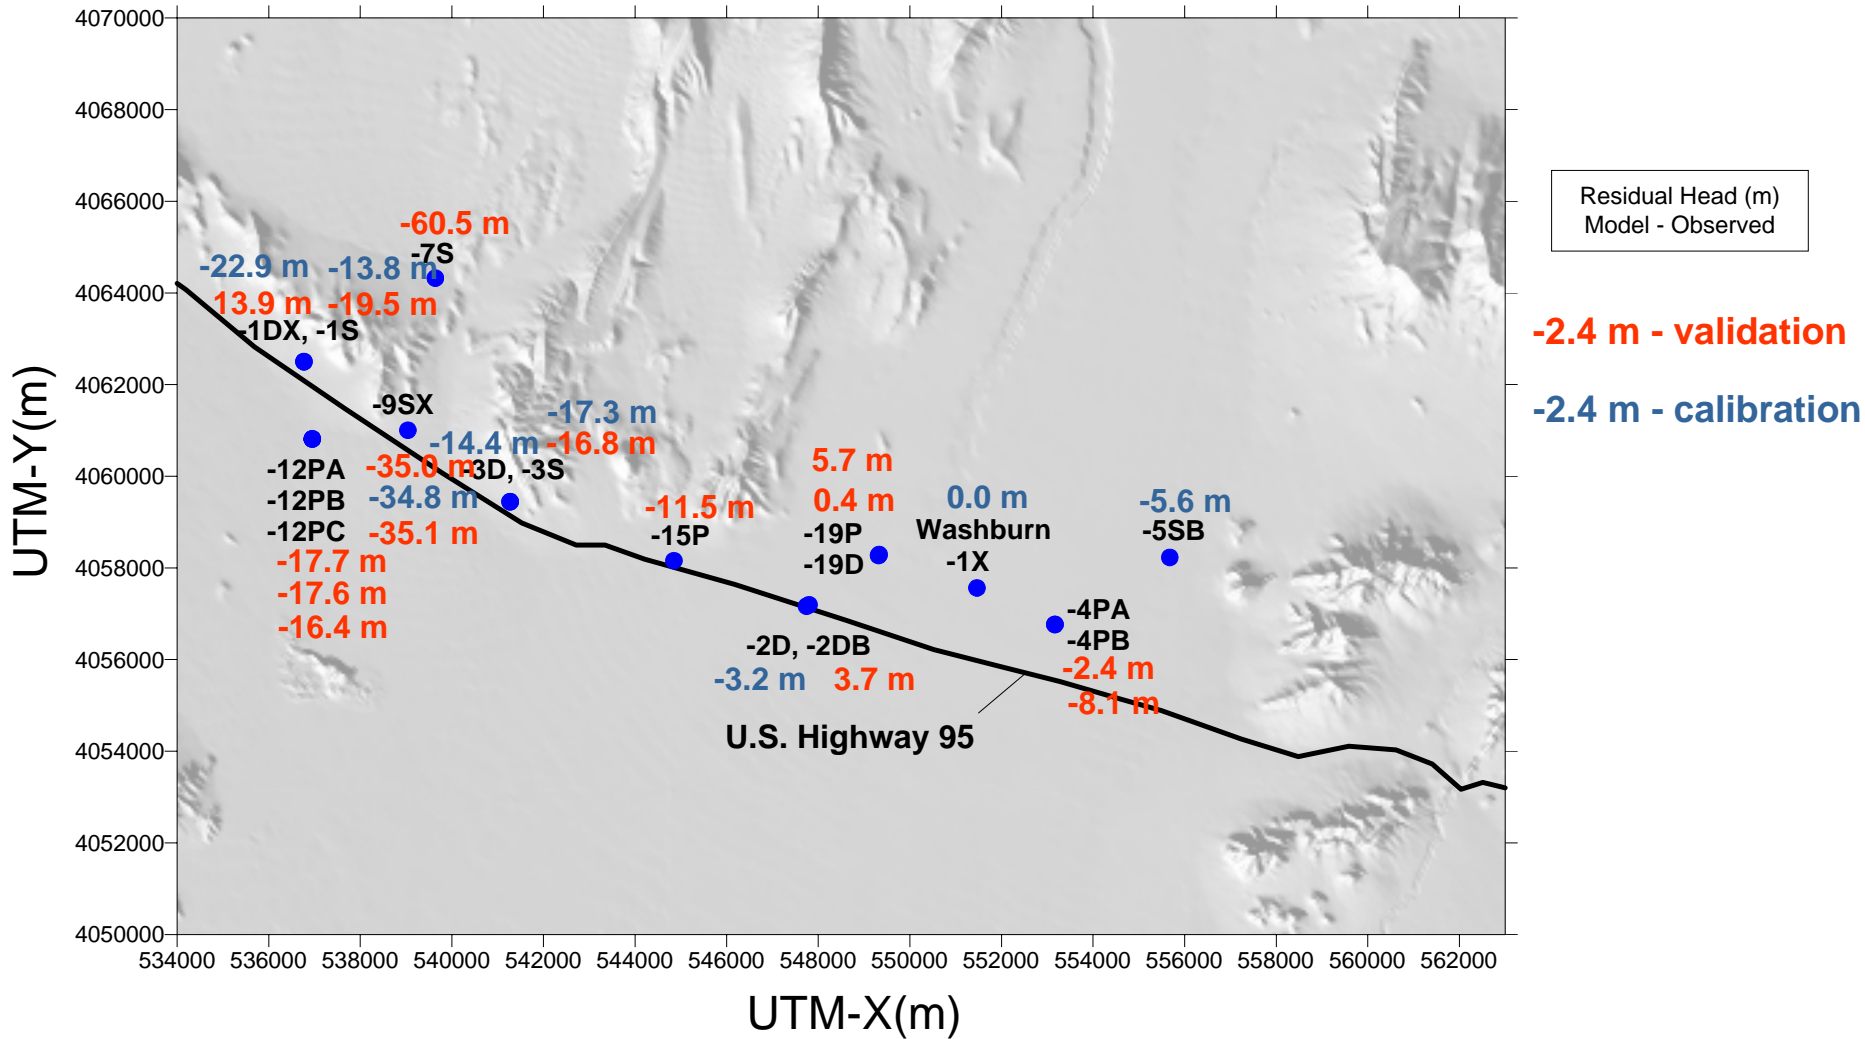 4070000
4068000
4066000
4064000
4062000
4060000
4058000
4056000
4054000
4052000
4050000
UTM-Y(m)
534000 536000 538000 540000 542000 544000 546000 548000 550000 552000 554000 556000 558000 560000 562000
UTM-X(m)
-60.5 m
-7S
-22.9 m -13.8 m
13.9 m -19.5 m
-1DX, -1S
-9SX
-17.3 m
-14.4 m -16.8 m
-35.0 m -3D, -3S
-34.8 m
-35.1 m
-12PA
-12PB
-12PC
-17.7 m
-17.6 m
-16.4 m
-11.5 m
-15P
5.7 m
0.4 m
-19P
-19D
0.0 m
Washburn
-1X
-5.6 m
-5SB
-4PA
-4PB
-2.4 m
-8.1 m
-2D, -2DB
-3.2 m 3.7 m
U.S. Highway 95
Residual Head (m)
Model - Observed
-2.4 m - validation
-2.4 m - calibration